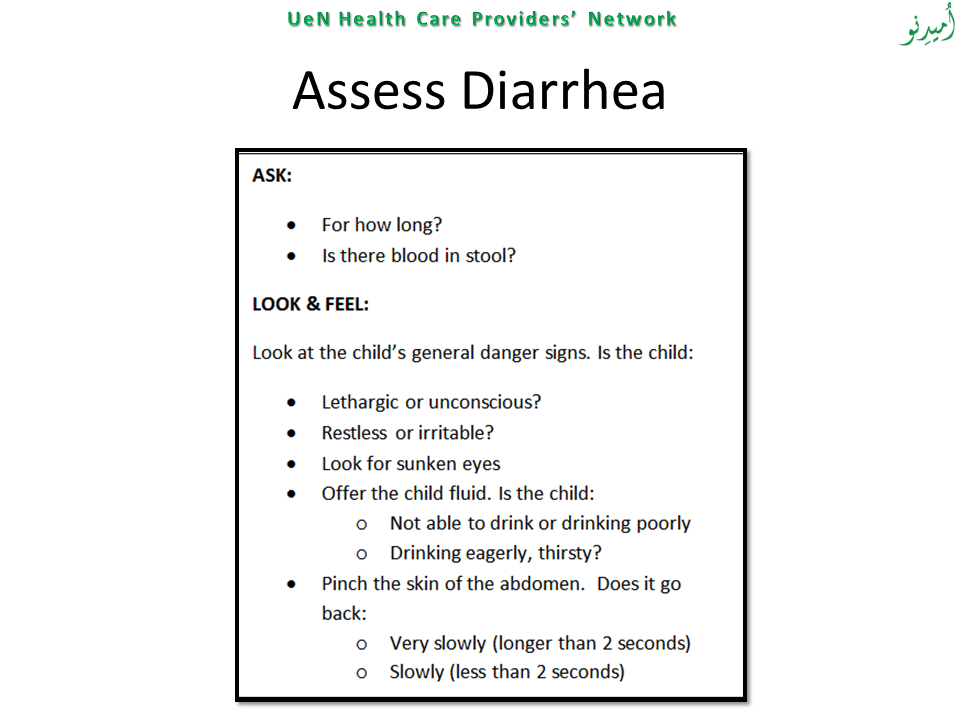 UeN Health Care Providers’ Network
اُمیدِنو
Assess Diarrhea
ASK:
● For how long?
● Is there blood in stool?
LOOK & FEEL:
Look at the child’s general danger signs. Is the child:
● Lethargic or unconscious?
● Restless or irritable?
● Look for sunken eyes
● Offer the child fluid. Is the child:
o Not able to drink or drinking poorly
o Drinking eagerly, thirsty?
● Pinch the skin of the abdomen.  Does it go
back:
o Very slowly (longer than 2 seconds)
o Slowly (less than 2 seconds)